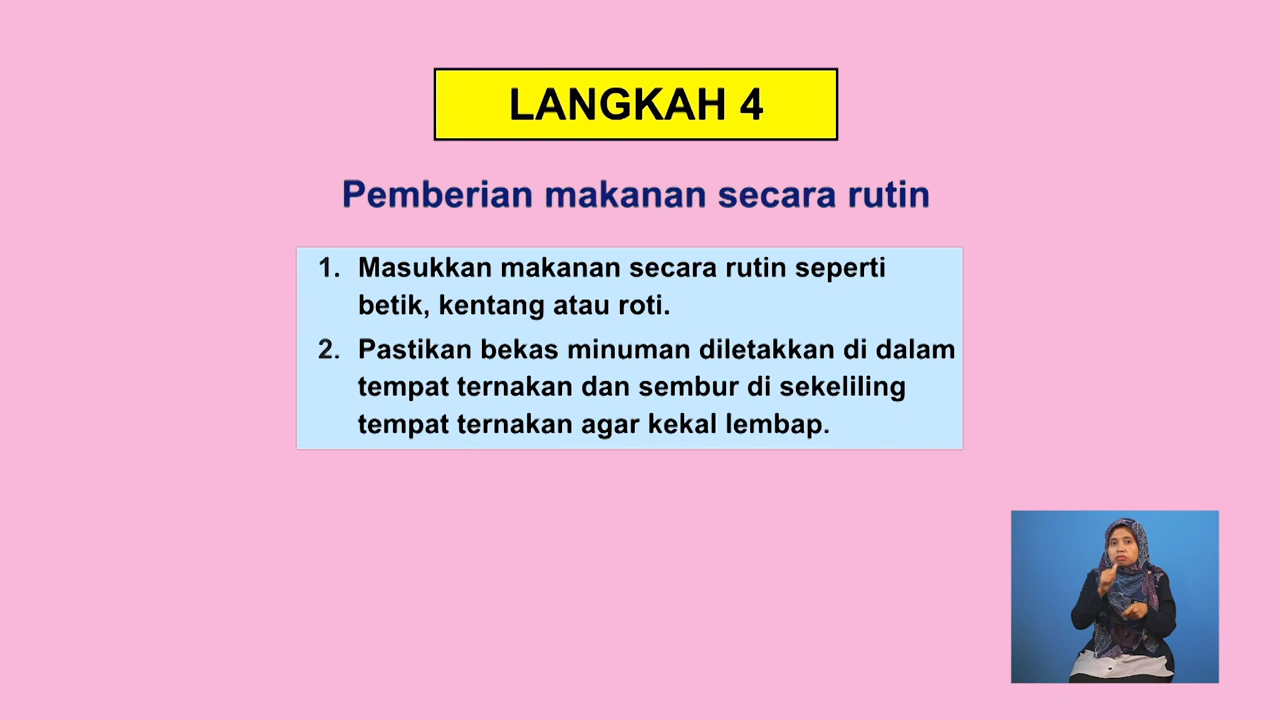 LANGKAH 4
Pemberian makanan secara rutin
1. Masukkan makanan secara rutin seperti
betik, kentang atau roti.
2. Pastikan bekas minuman diletakkan di dalam
tempat ternakan dan sembur di sekeliling
tempat ternakan agar kekal lembap.